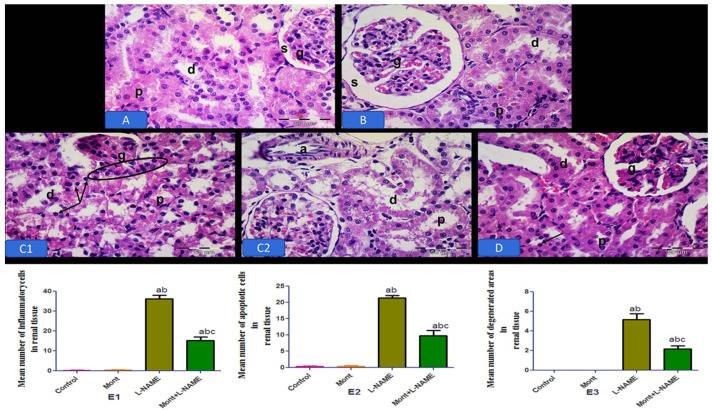 s g
d
p
A
d
g
s
p
B
g
d
p
C1
a
d
p
C2
d
g
p
D
Mean number of inflammatorycells
in renal tissue
40
30
20
10
0
ab
abc
Control
Mont
L-NAME
Mont+L-NAME
E1
Mean number of apoptotic cells
in
renal tissue
25
20
15
10
5
0
ab
abc
Control
Mont
L-NAME
Mont+L-NAME
E2
Mean number of degenerated areas
in
renal tissue
8
6
4
2
0
ab
abc
Control
Mont
L-NAME
Mont+L-NAME
E3